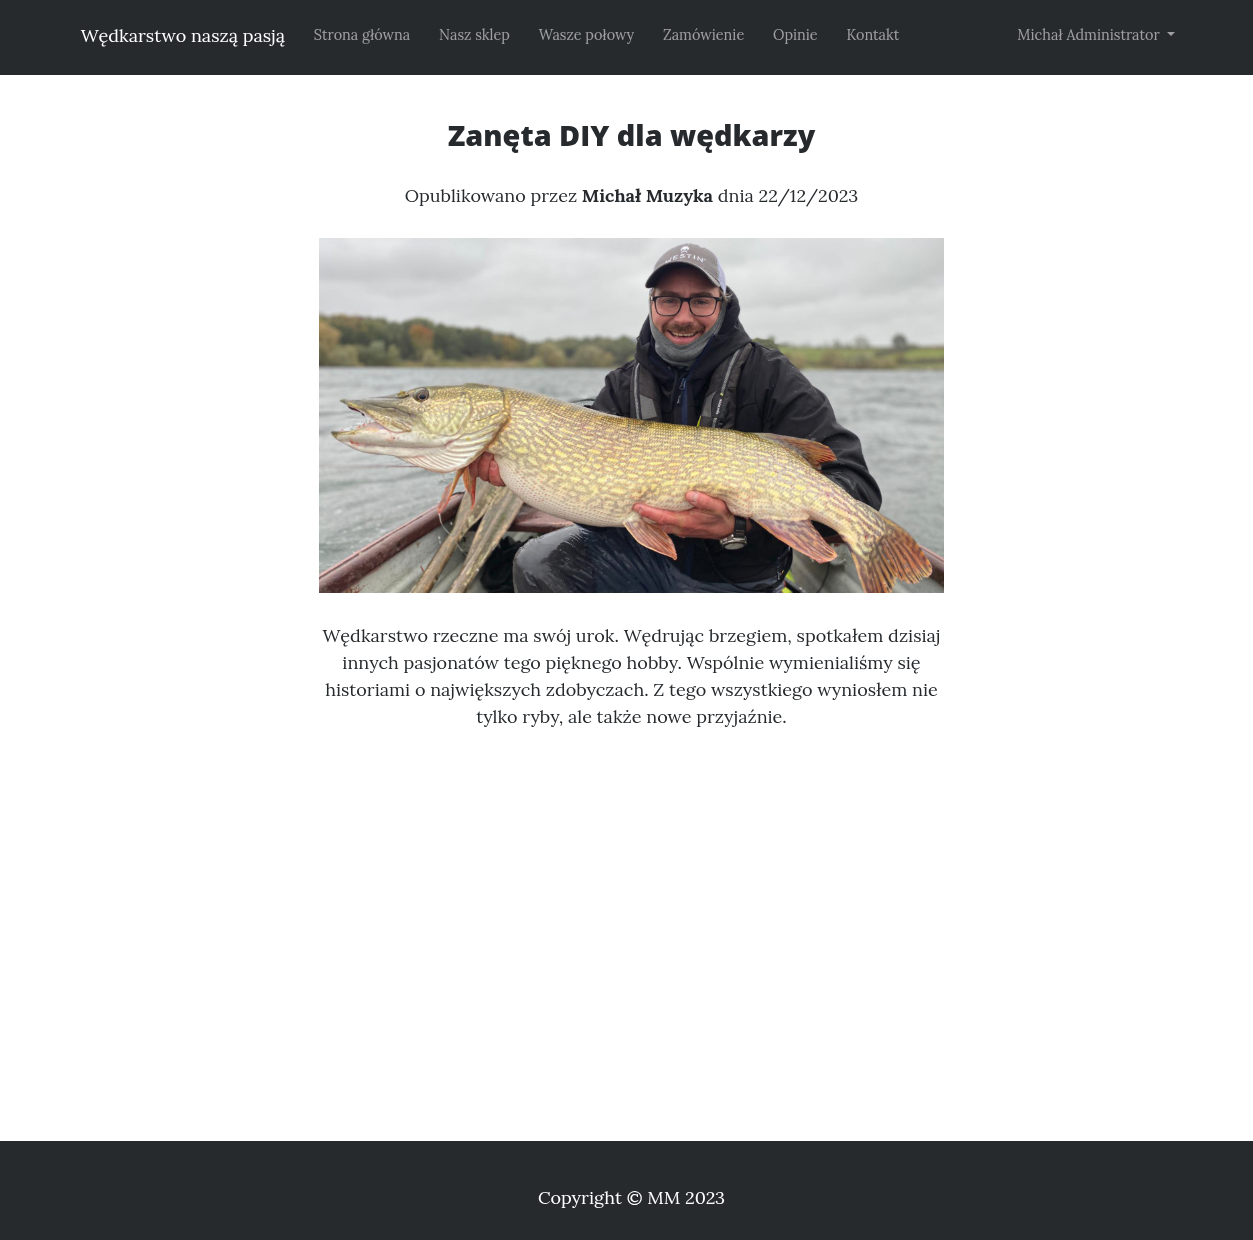 Wędkarstwo naszą pasją Strona główna Nasz sklep Wasze połowy Zamówienie Opinie Kontakt Michał Administrator
Zanęta DIY dla wędkarzy
Opublikowano przez Michał Muzyka dnia 22/12/2023
WESTIN
Wędkarstwo rzeczne ma swój urok. Wędrując brzegiem, spotkałem dzisiaj
innych pasjonatów tego pięknego hobby. Wspólnie wymienialiśmy się
historiami o największych zdobyczach. Z tego wszystkiego wyniosłem nie
tylko ryby, ale także nowe przyjaźnie.
Copyright © MM 2023